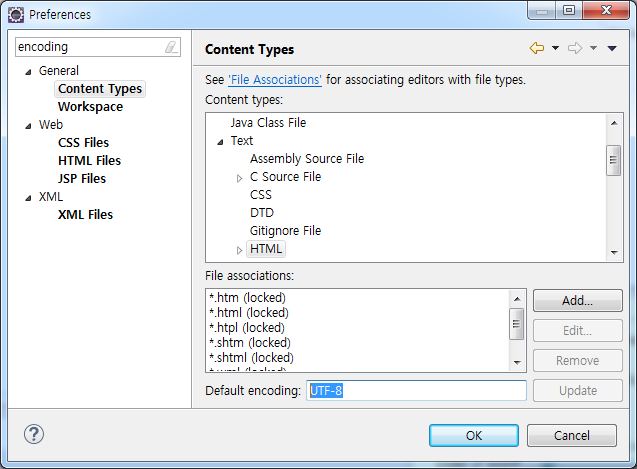 Preferences
encoding
General
Content Types
Workspace
Web
CSS Files
HTML Files
JSP Files
XML
XML Files
Content Types
See 'File Associations' for associating editors with file types.
Content types:
Java Class File
Text
Assembly Source File
C Source File
CSS
DTD
Gitignore File
HTML
File associations:
*.htm (locked)
*.html (locked)
*.htpl (locked)
*.shtm (locked)
*.shtml (locked)
Add...
Edit...
Remove
Default encoding: UTF-8
Update
OK
Cancel